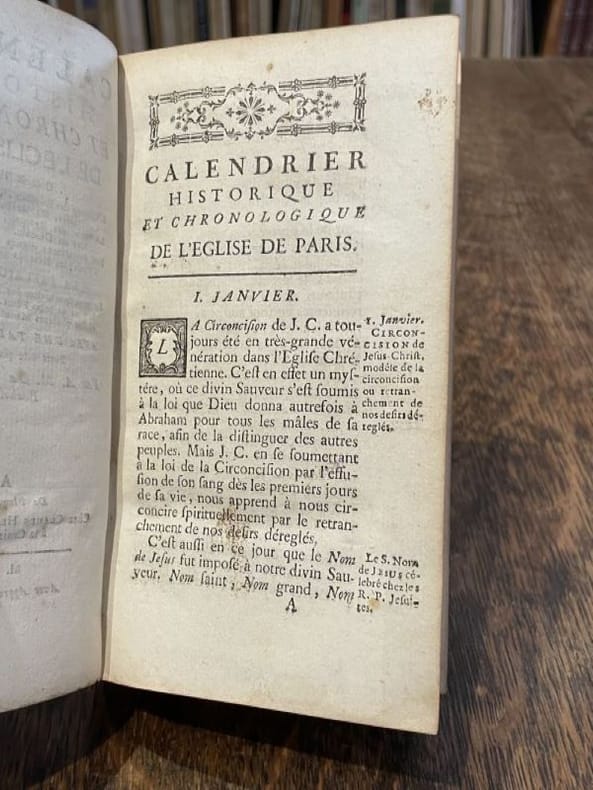 CALENDRIER
HISTORIQUE
ET CHRONOLOGIQUE
DE L'EGLISE DE PARIS.
I. JANVIER.
LA Circoncision de J. C. a tou-
jours été en très-grande vé-
nération dans l'Eglise Chré-
tienne. C'est en effet un mys-
tére, où ce divin Sauveur s'est soumis
à la loi que Dieu donna autrefois à
Abraham pour tous les mâles de sa
race, afin de la distinguer des autres
peuples. Mais J. C. en se soumettant
à la loi de la Circoncision par l'effu-
sion de son sang dès les premiers jours
de sa vie, nous apprend à nous cir-
concire spirituellement par le retran-
chement de nos désirs déreglés,
C'est aussi en ce jour que le Nom
de Jesus fut imposé à notre divin Sau-
veur. Nom saint, Nom grand, Nom
A
1. Janvier.
CIRCON-
CISION de
Jesus-Christ,
modéle de la
circoncision
ou retran-
chement de
nos desirs dé-
reglés.
Le S. Nom
de JESUS cé-
lebré chez les
R. P. Jesui-
tes.